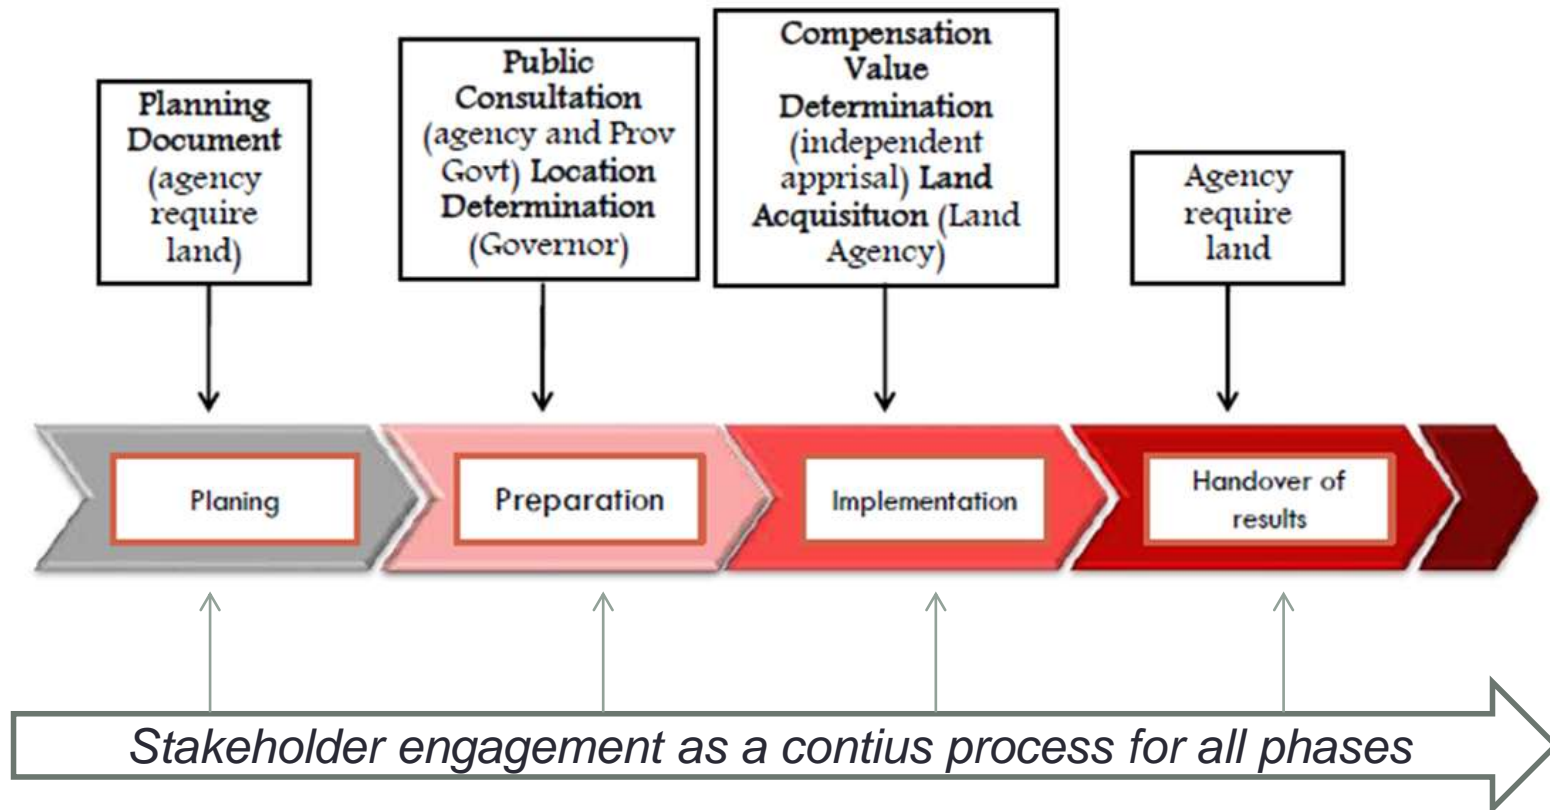 Planning
Document
(agency
require
land)
Public
Consultation
(agency and Prov
Govt) Location
Determination
(Governor)
Compensation
Value
Determination
(independent
apprisal) Land
Acquisituon (Land
Agency)
Agency
require
land
Planing
Preparation
Implementation
Handover of
results
Stakeholder engagement as a contius process for all phases